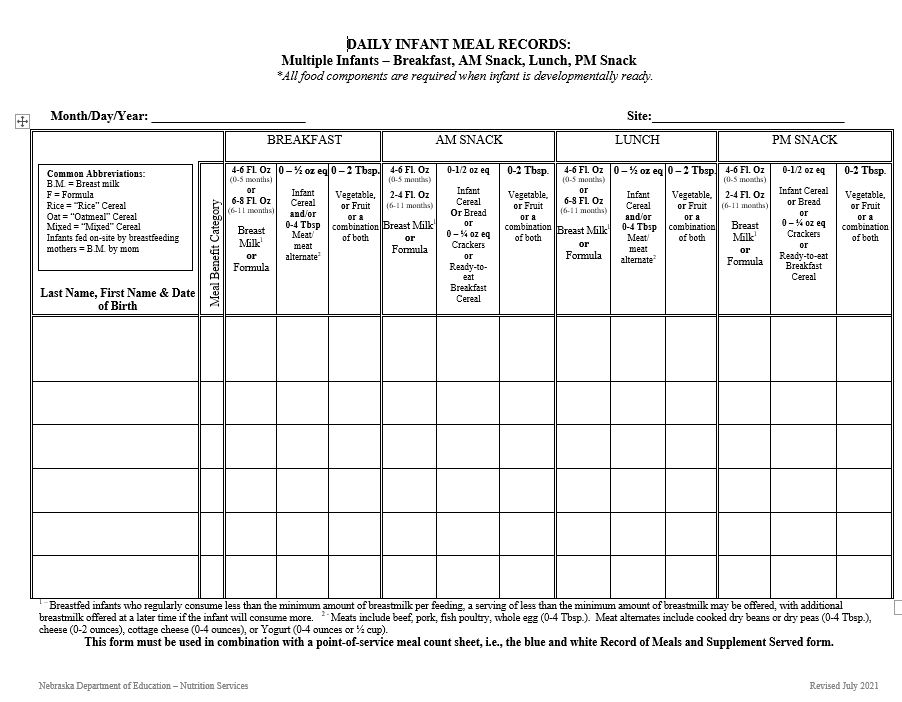 DAILY INFANT MEAL RECORDS:
Multiple Infants – Breakfast, AM Snack, Lunch, PM Snack
*All food components are required when infant is developmentally ready.
Month/Day/Year: ________________________ Site:______________________________
BREAKFAST AM SNACK LUNCH PM SNACK
Common Abbreviations:
B.M. = Breast milk
F = Formula
Rice = “Rice” Cereal
Oat = “Oatmeal” Cereal
Mixed = “Mixed” Cereal
Infants fed on-site by breastfeeding
mothers = B.M. by mom
Last Name, First Name & Date
of Birth
Meal Benefit Category
4-6 Fl. Oz
(0-5 months)
or
6-8 Fl. Oz
(6-11 months)
Breast
Milk1
or
Formula
0 – ½ oz eq
Infant
Cereal
and/or
0-4 Tbsp
Meat/
meat
alternate2
0 – 2 Tbsp.
Vegetable,
or Fruit
or a
combination
of both
4-6 Fl. Oz
(0-5 months)
2-4 Fl. Oz
(6-11 months)
Breast Milk1
or
Formula
0-1/2 oz eq
Infant
Cereal
Or Bread
or
0 – ¼ oz eq
Crackers
or
Ready-to-
eat
Breakfast
Cereal
0-2 Tbsp.
Vegetable,
or Fruit
or a
combination
of both
4-6 Fl. Oz
(0-5 months)
or
6-8 Fl. Oz
(6-11 months)
Breast Milk1
or
Formula
0 – ½ oz eq
Infant
Cereal
and/or
0-4 Tbsp
Meat/
meat
alternate2
0 – 2 Tbsp.
Vegetable,
or Fruit
or a
combination
of both
4-6 Fl. Oz
(0-5 months)
2-4 Fl. Oz
(6-11 months)
Breast
Milk1
or
Formula
0-1/2 oz eq
Infant Cereal
or Bread
or
0 – ¼ oz eq
Crackers
or
Ready-to-eat
Breakfast
Cereal
0-2 Tbsp.
Vegetable,
or Fruit
or a
combination
of both
1 - Breastfed infants who regularly consume less than the minimum amount of breastmilk per feeding, a serving of less than the minimum amount of breastmilk may be offered, with additional
breastmilk offered at a later time if the infant will consume more. 2 - Meats include beef, pork, fish poultry, whole egg (0-4 Tbsp.). Meat alternates include cooked dry beans or dry peas (0-4 Tbsp.),
cheese (0-2 ounces), cottage cheese (0-4 ounces), or Yogurt (0-4 ounces or ½ cup).
This form must be used in combination with a point-of-service meal count sheet, i.e., the blue and white Record of Meals and Supplement Served form.
Nebraska Department of Education – Nutrition Services Revised July 2021